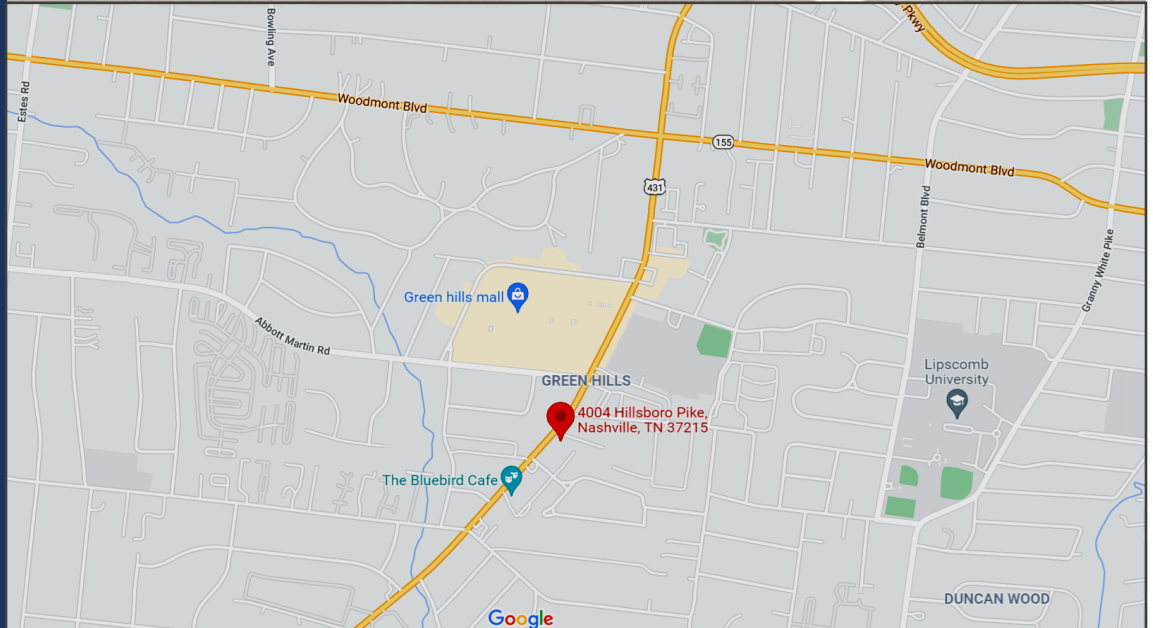 Pkwy
Bowling Ave
Estes Rd
Woodmont Blvd
155
Woodmont Blvd
431
Belmont Blvd
Granny White Pike
Green hills mall
Abbott Martin Rd
Lipscomb
University
GREEN HILLS
4004 Hillsboro Pike,
Nashville, TN 37215
The Bluebird Cafe
DUNCAN WOOD
Google